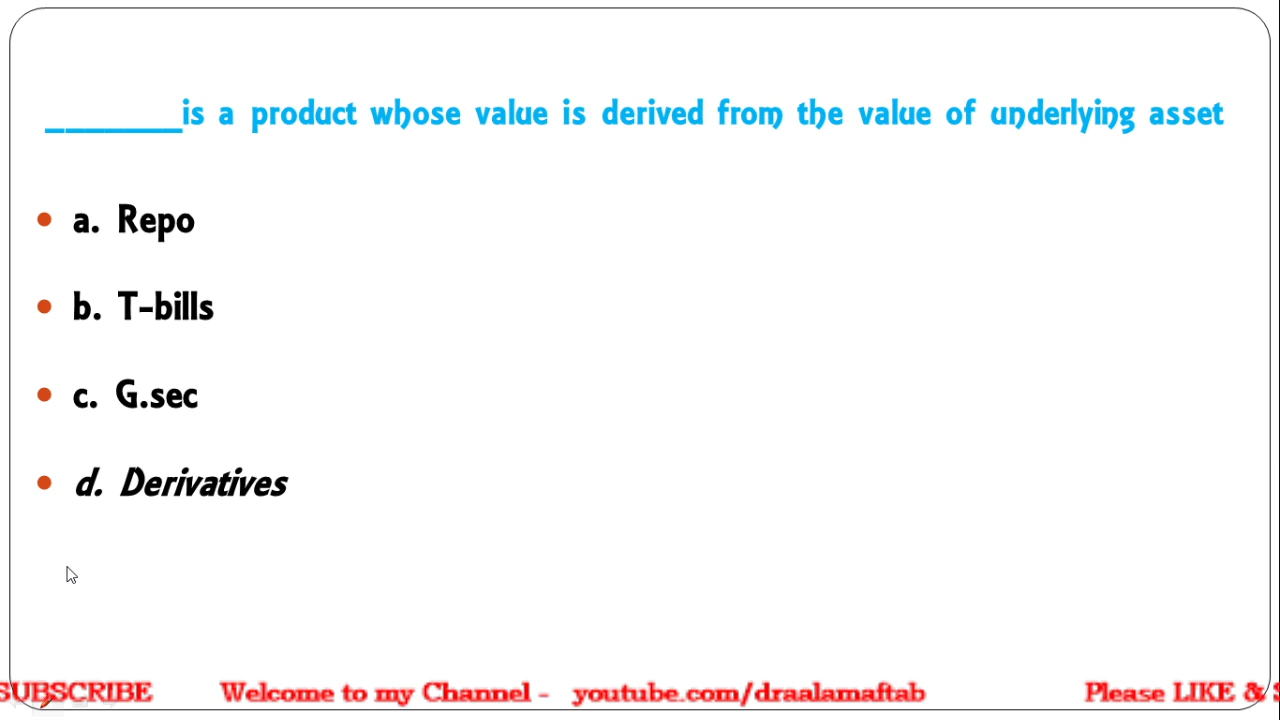 _______is a product whose value is derived from the value of underlying asset
a. Repo
b. T-bills
c. G.sec
d. Derivatives
SUBSCRIBE Welcome to my Channel - youtube.com/draalamaftab Please LIKE & S